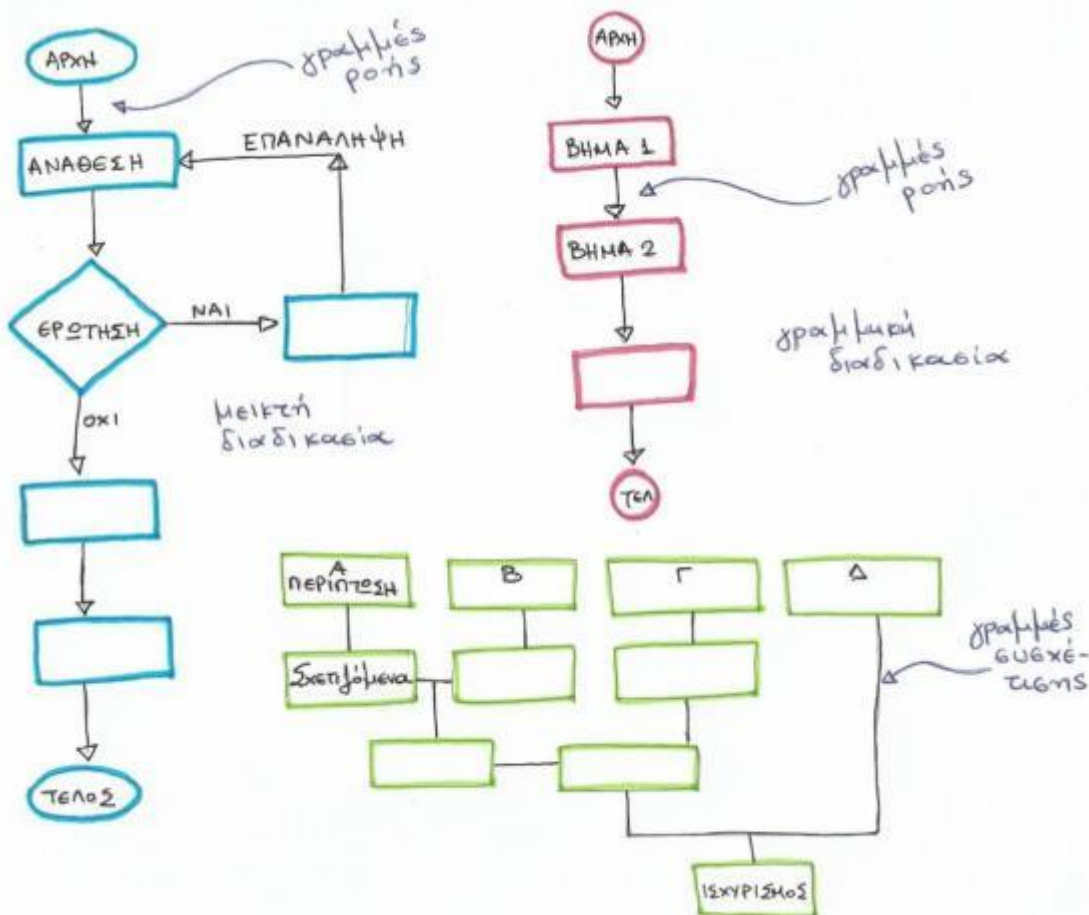 ΑΡΧΗ
γραμμές
ροής
ΑΝΑΘΕΣΗ
ΕΠΑΝΑΛΗΨΗ
ΕΡΩΤΗΣΗ
ΝΑΙ
ΟΧΙ
μεικτή
διαδικασία
ΤΕΛΟΣ
ΑΡΧΗ
ΒΗΜΑ 1
γραμμές
ροής
ΒΗΜΑ 2
γραμμική
διαδικασία
ΤΕΛ
Α
ΠΕΡΙΠΤΩΣΗ
Β
Γ
Δ
Σχετιζόμενα
γραμμές
συσχέ-
τισης
ΙΣΧΥΡΙΣΜΟΣ